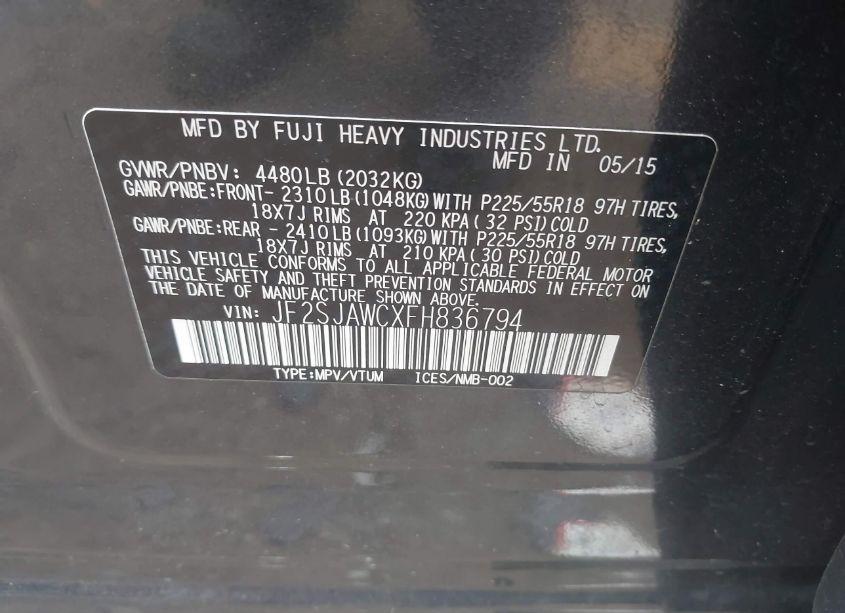 MFD BY FUJI HEAVY INDUSTRIES LTD.
MFD IN 05/15
GVWR/PNBV: 4480LB (2032KG)
GAWR/PNBE:FRONT- 2310LB (1048KG) WITH P225/55R18 97H TIRES,
18X7J RIMS AT 220 KPA ( 32 PSI) COLD
GAWR/PNBE:REAR - 2410LB (1093KG) WITH P225/55R18 97H TIRES,
18X7J RIMS AT 210 KPA ( 30 PSI) COLD
THIS VEHICLE CONFORMS TO ALL APPLICABLE FEDERAL MOTOR
VEHICLE SAFETY AND THEFT PREVENTION STANDARDS IN EFFECT ON
THE DATE OF MANUFACTURE SHOWN ABOVE.
VIN: JF2SJAWCXFH836794
TYPE:MPV/VTUM ICES/NMB-002